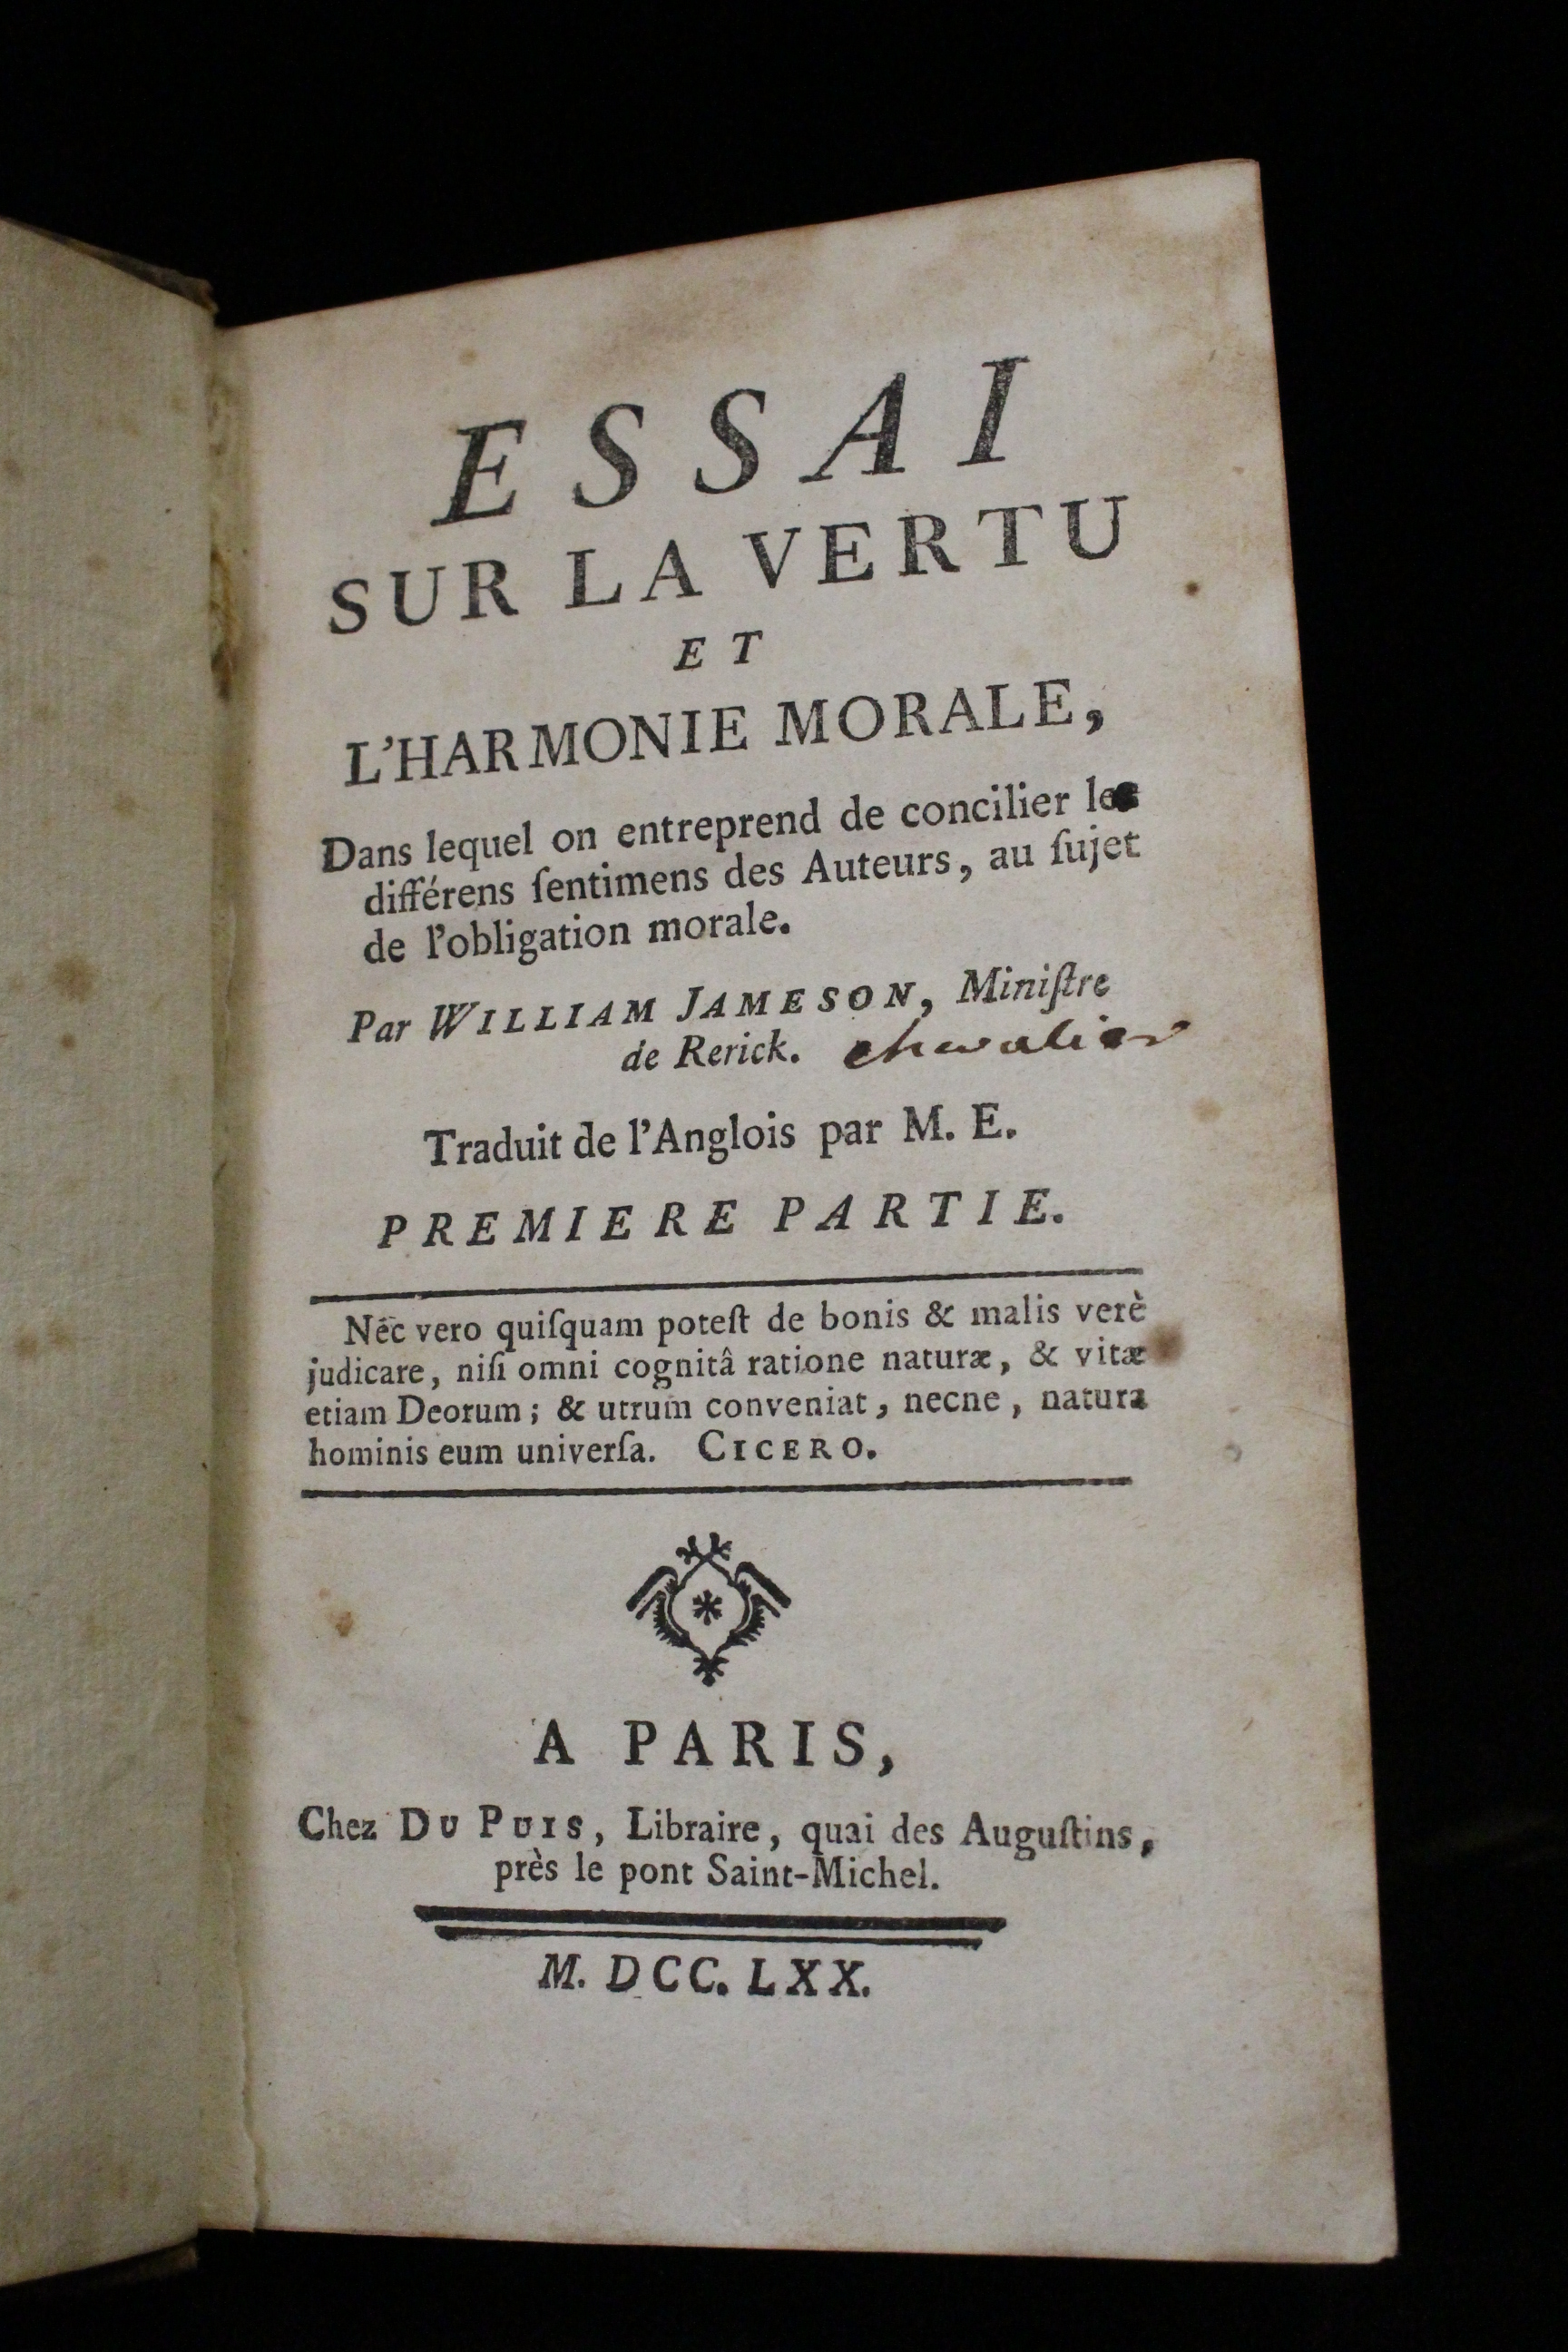 ESSAI
SUR LA VERTU
ET
L'HARMONIE MORALE,
Dans lequel on entreprend de concilier les
différens ſentimens des Auteurs, au ſujet
de l'obligation morale.
Par WILLIAM JAMESON, Miniſtre
de Rerick. chevalier
Traduit de l'Anglois par M. E.
PREMIERE PARTIE.
Nec vero quiſquam poteſt de bonis & malis verè
judicare, niſi omni cognitâ ratione naturæ, & vitæ
etiam Deorum; & utrum conveniat, necne, natura
hominis eum univerſa. CICERO.
A PARIS,
Chez DU PUIS, Libraire, quai des Auguſtins,
près le pont Saint-Michel.
M. DCC. LXX.